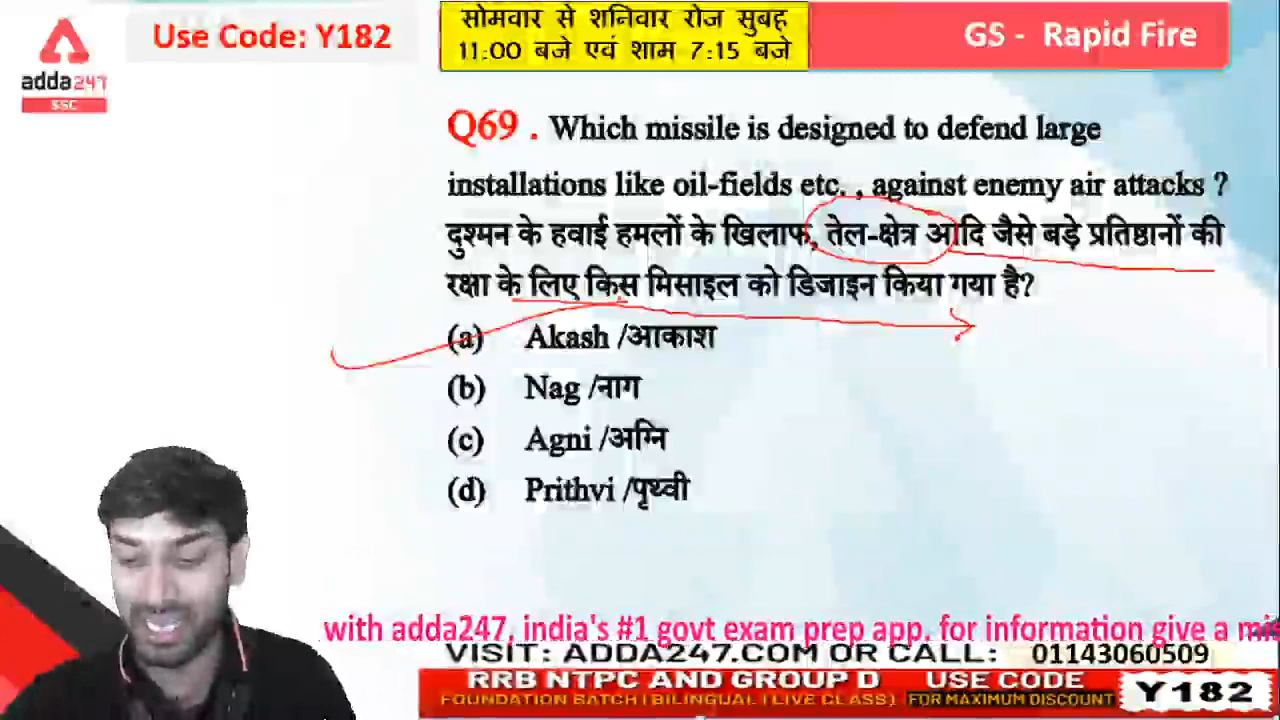 adda247
SSC
Use Code: Y182
सोमवार से शनिवार रोज सुबह
11:00 बजे एवं शाम 7:15 बजे
GS - Rapid Fire
Q69 . Which missile is designed to defend large
installations like oil-fields etc. , against enemy air attacks ?
दुश्मन के हवाई हमलों के खिलाफ, तेल-क्षेत्र आदि जैसे बड़े प्रतिष्ठानों की
रक्षा के लिए किस मिसाइल को डिजाइन किया गया है?
(a) Akash /आकाश
(b) Nag /नाग
(c) Agni /अग्नि
(d) Prithvi /पृथ्वी
with adda247, india's #1 govt exam prep app. for information give a
VISIT: ADDA247.COM OR CALL: 01143060509
RRB NTPC AND GROUP D USE CODE
FOUNDATION BATCH | BILINGUAL (LIVE CLASS) FOR MAXIMUM DISCOUNT
Y182